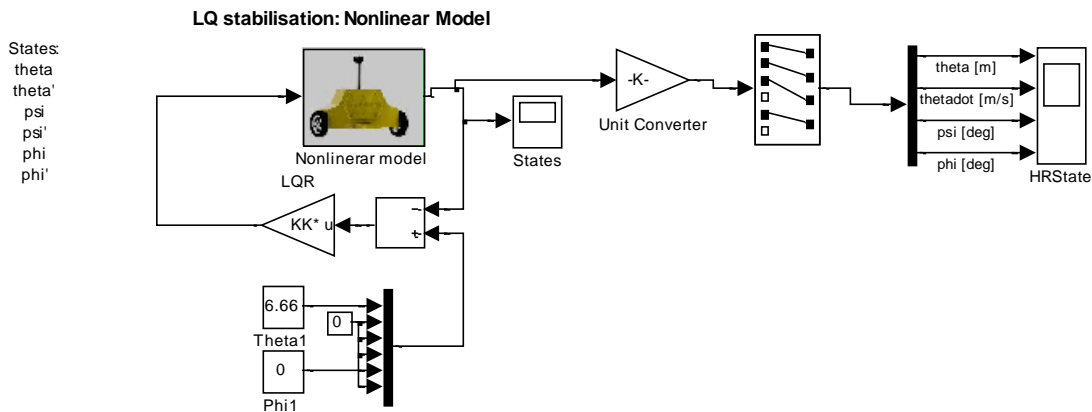 LQ stabilisation: Nonlinear Model
States:
theta
theta'
psi
psi'
phi
phi'
Nonlinerar model
States
-K-
Unit Converter
theta [m]
thetadot [m/s]
psi [deg]
phi [deg]
HRState
LQR
KK* u
−
+
6.66
Theta1
0
0
Phi1